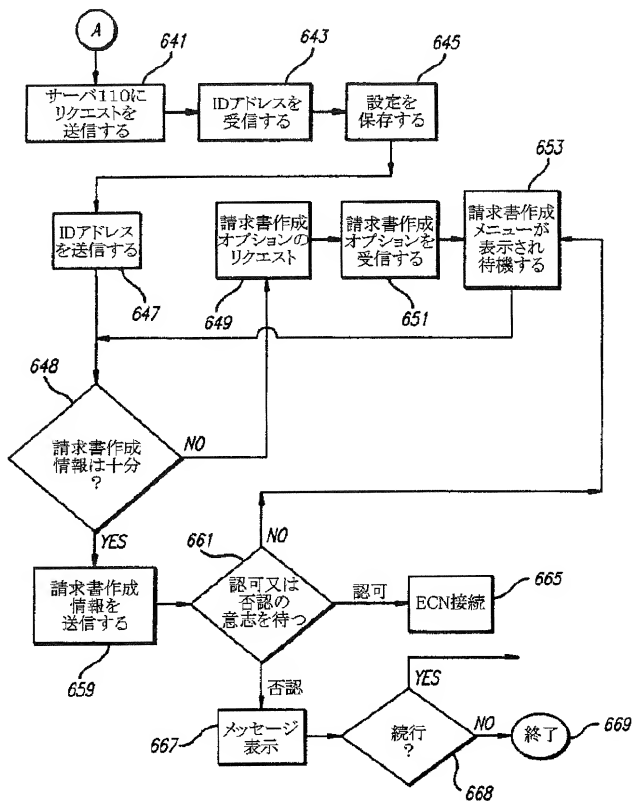 A
641
サーバ110に
リクエストを
送信する
643
IDアドレスを
受信する
645
設定を
保存する
IDアドレス
を送信する
647
請求書作成
オプションの
リクエスト
649
請求書作成
オプションを
受信する
651
653
請求書作成
メニューが
表示され
待機する
648
請求書作成
情報は十分
?
NO
YES
請求書作成
情報を
送信する
659
661
認可又は
否認の
意志を待つ
NO
認可
ECN接続
665
否認
メッセージ
表示
667
続行
?
668
YES
NO
終了
669